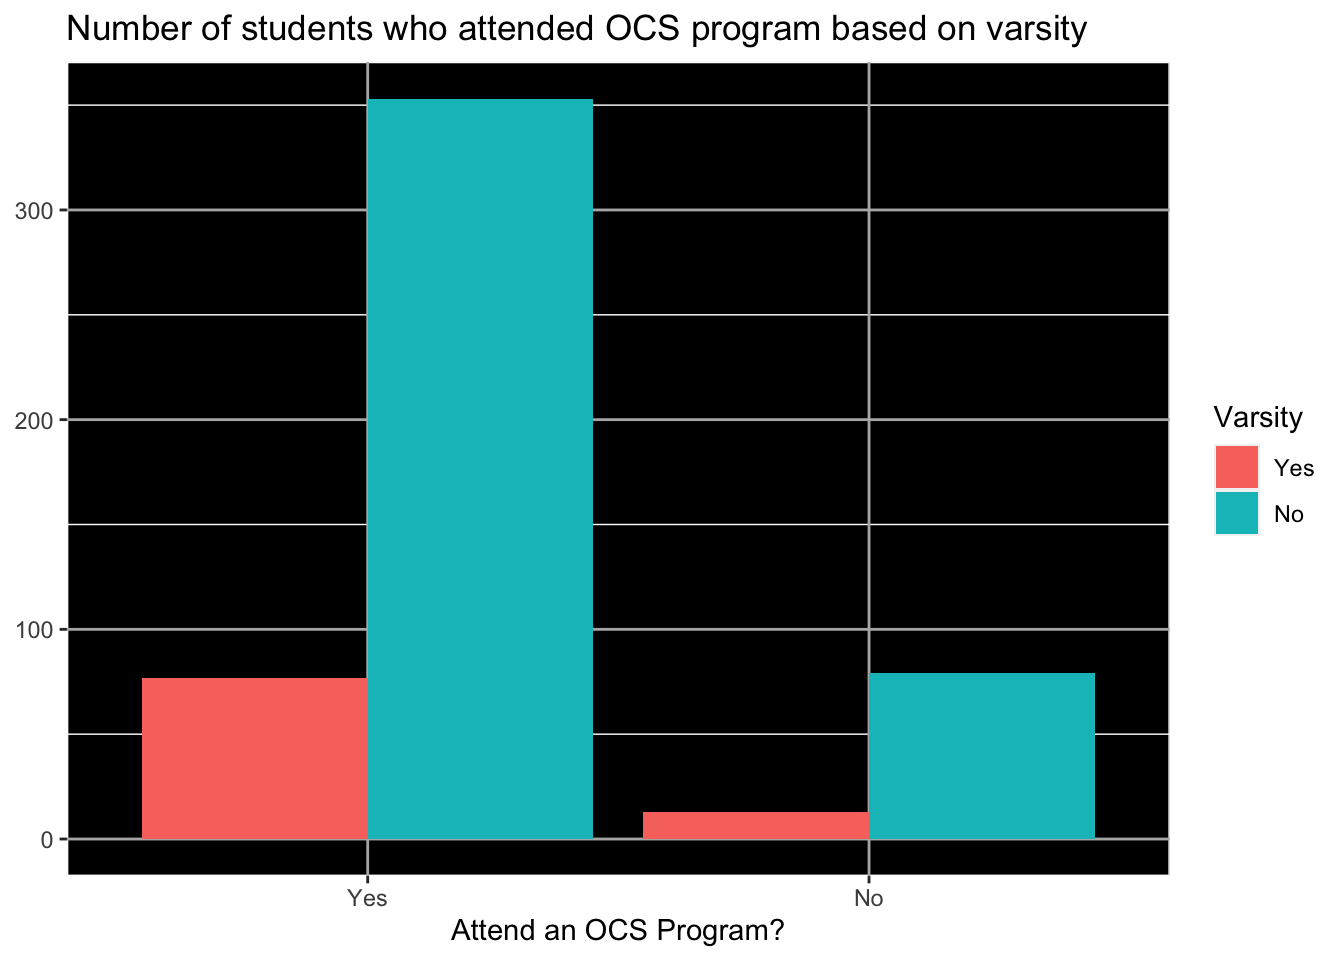 Number of students who attended OCS program based on varsity
300
200
100
0
Yes
No
Attend an OCS Program?
Varsity
Yes
No